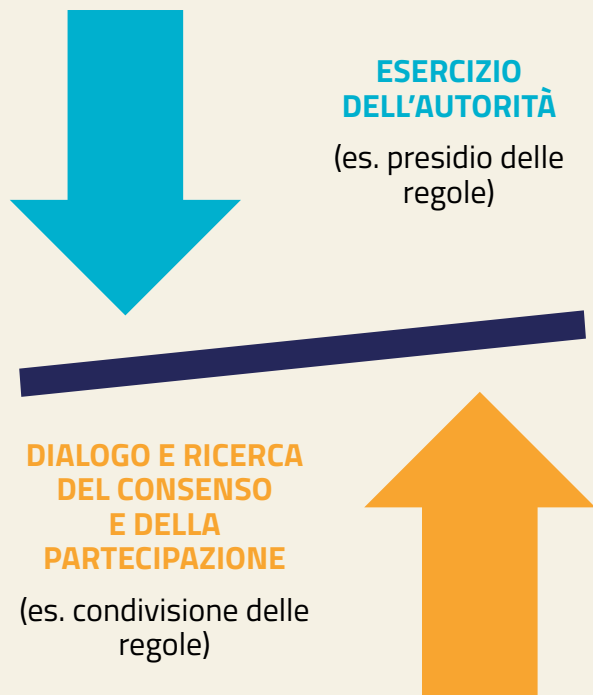 ESERCIZIO
DELL’AUTORITÀ
(es. presidio delle
regole)
DIALOGO E RICERCA
DEL CONSENSO
E DELLA
PARTECIPAZIONE
(es. condivisione delle
regole)